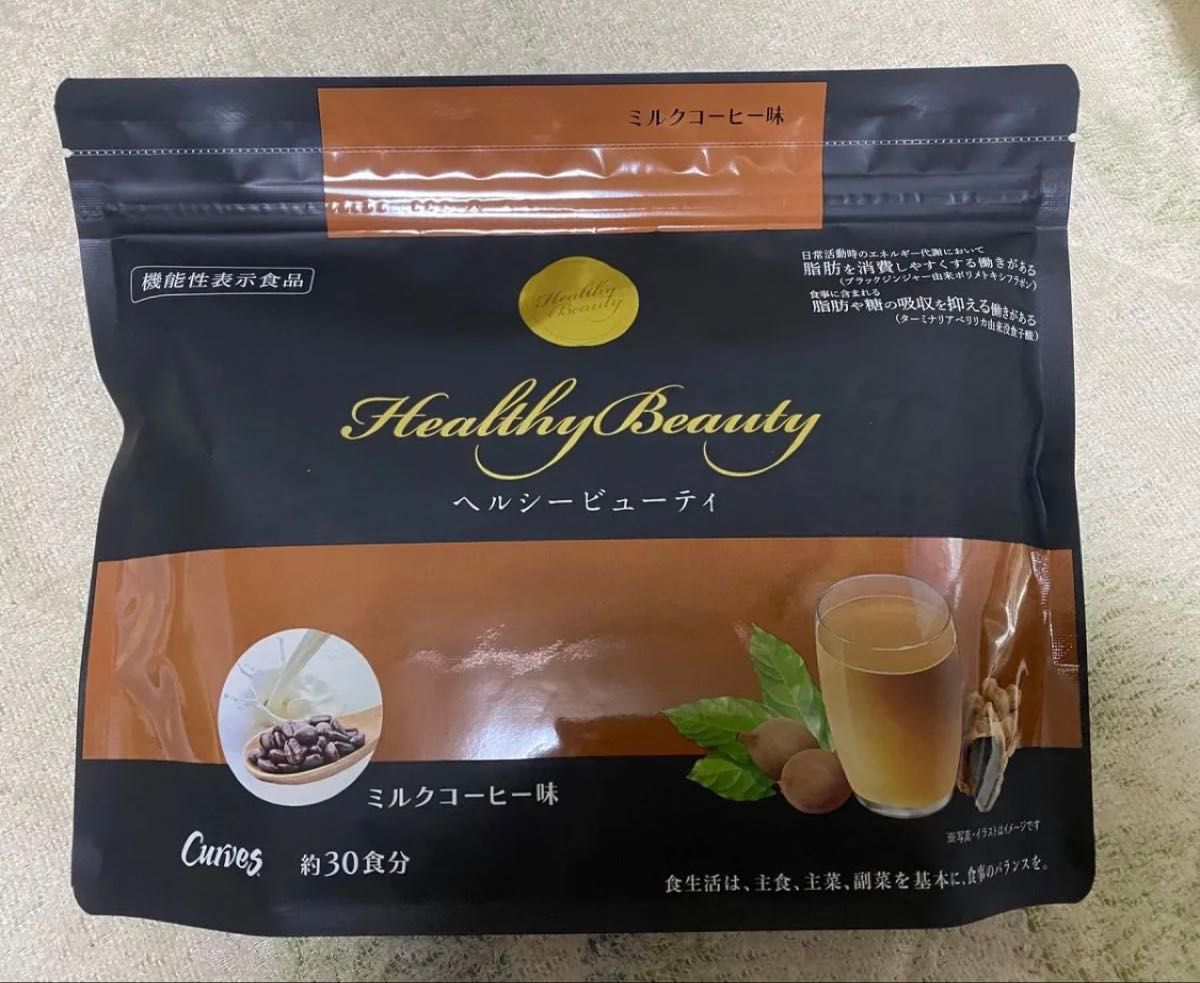 ミルクコーヒー味
機能性表示食品
日常活動時のエネルギー代謝において
脂肪を消費しやすくする働きがある
(ブラックジンジャー由来ポリメトキシフラボン)
食事に含まれる
脂肪や糖の吸収を抑える働きがある
(ターミナリアベリリカ由来没食子酸)
Healthy
Beauty
Healthy Beauty
ヘルシービューティ
ミルクコーヒー味
※写真・イラストはイメージです
Curves
約30食分
食生活は、主食、主菜、副菜を基本に、食事のバランスを。